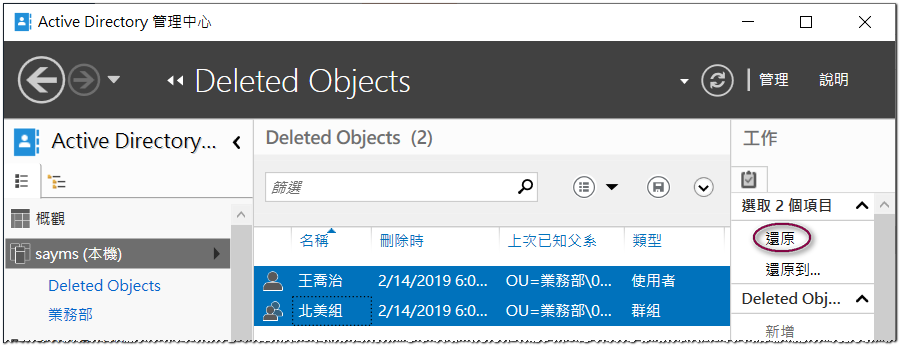 Active Directory 管理中心
Deleted Objects
管理
說明
Active Directory...
Deleted Objects (2)
工作
篩選
概觀
sayms (本機)
Deleted Objects
業務部
名稱 刪除時 上次已知父系 類型
王喬治 2/14/2019 6:0... OU=業務部\0... 使用者
北美組 2/14/2019 6:0... OU=業務部\0... 群組
選取 2 個項目
還原
還原到...
Deleted Obj...
新增